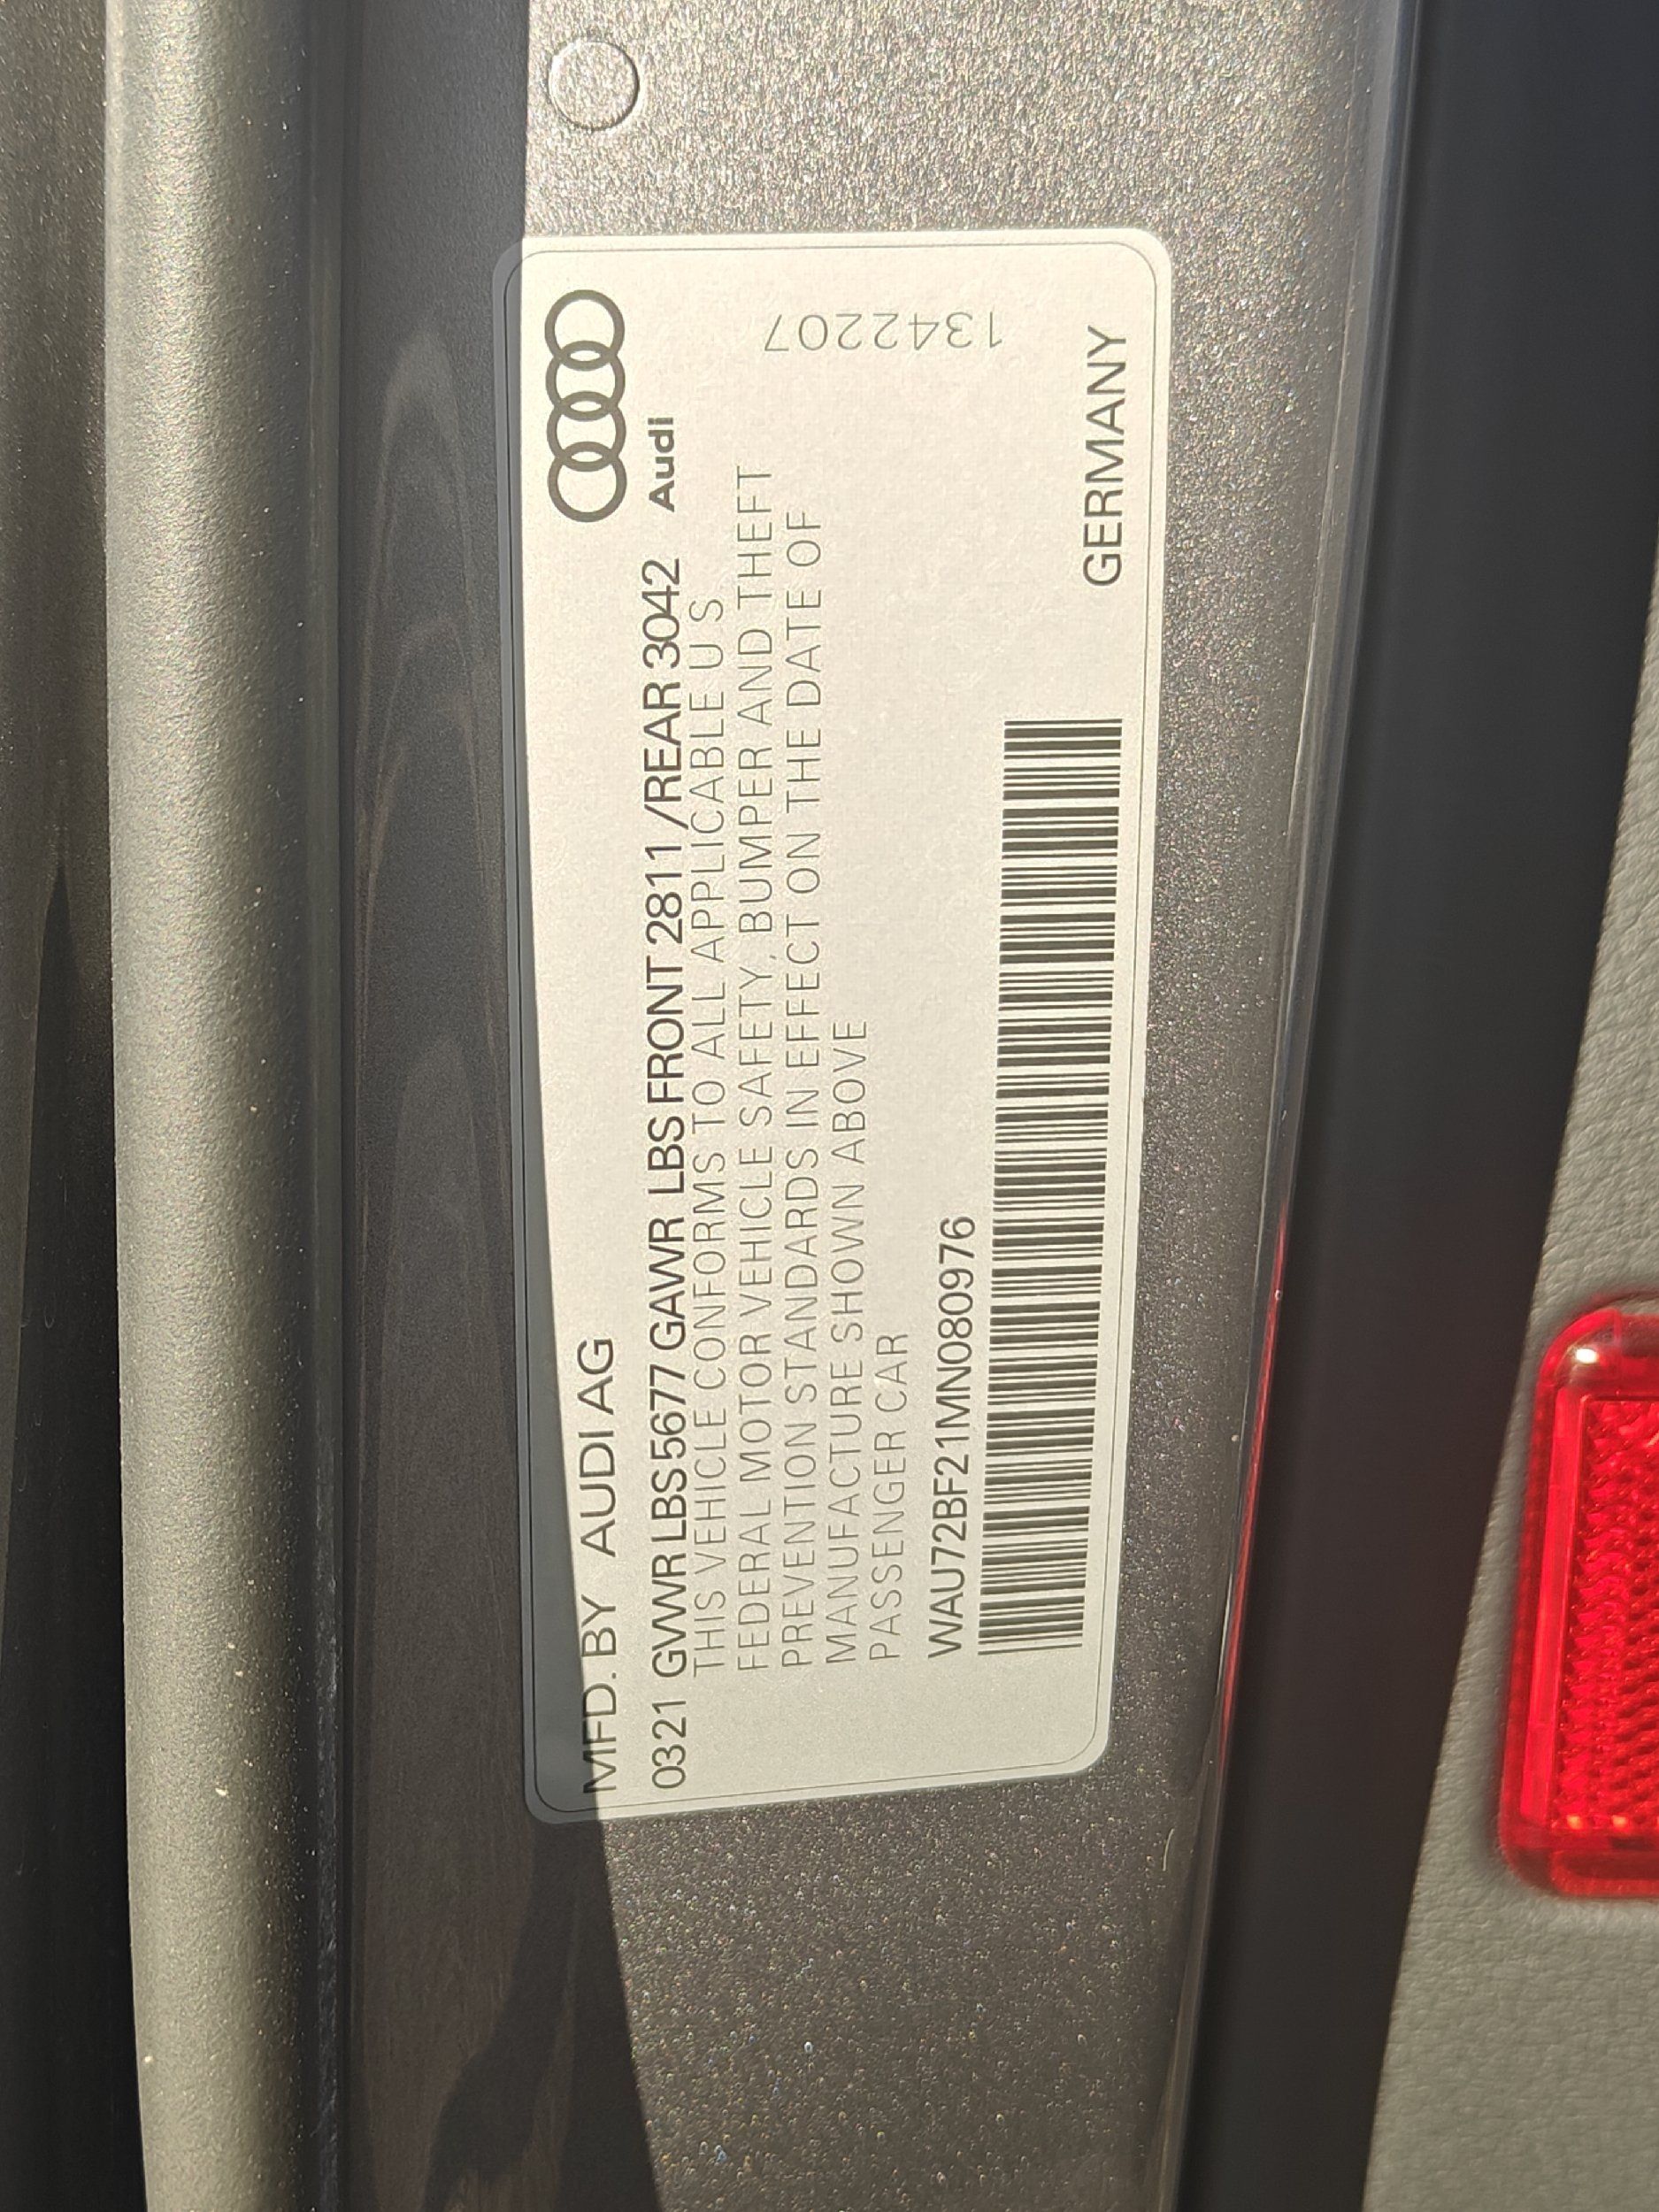 MFD. BY AUDI AG
0321 GVWR LBS 5677 GAWR LBS FRONT 2811 /REAR 3042
Audi
THIS VEHICLE CONFORMS TO ALL APPLICABLE U S
FEDERAL MOTOR VEHICLE SAFETY, BUMPER AND THEFT
PREVENTION STANDARDS IN EFFECT ON THE DATE OF
MANUFACTURE SHOWN ABOVE
PASSENGER CAR
1342207
WAU72BF21MN080976
GERMANY